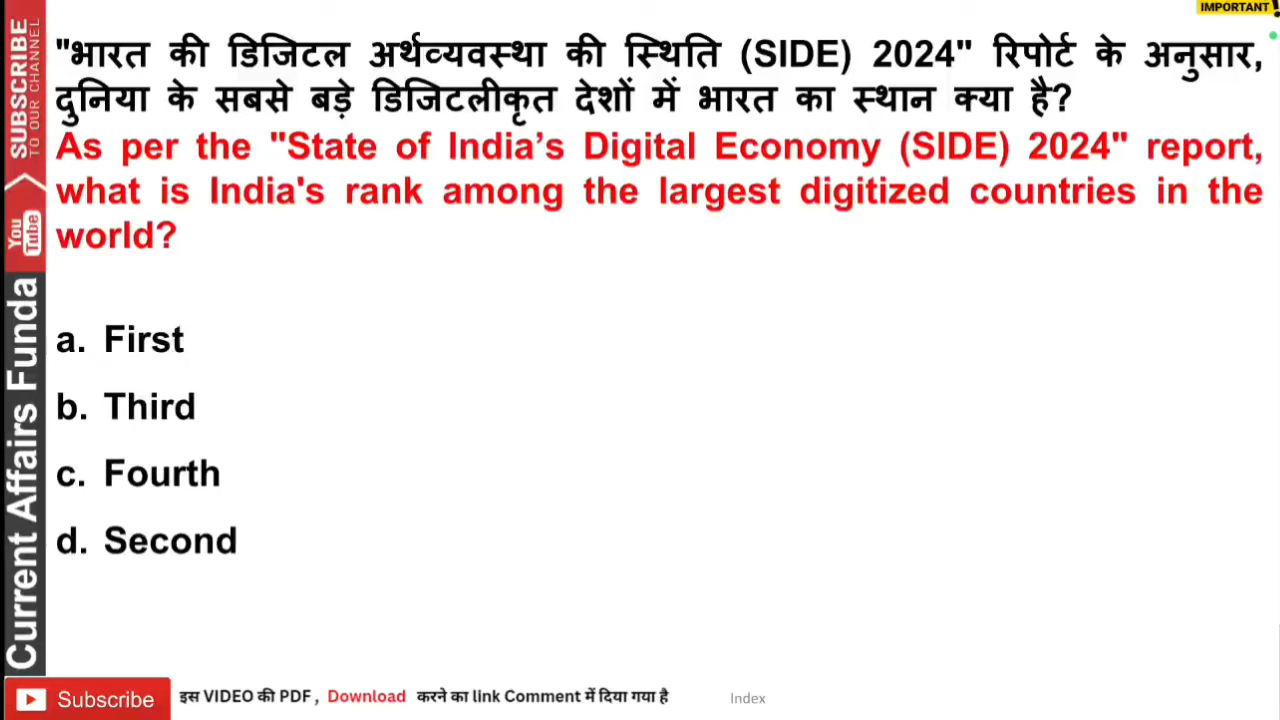 IMPORTANT
"भारत की डिजिटल अर्थव्यवस्था की स्थिति (SIDE) 2024" रिपोर्ट के अनुसार,
दुनिया के सबसे बड़े डिजिटलीकृत देशों में भारत का स्थान क्या है?
As per the "State of India’s Digital Economy (SIDE) 2024" report,
what is India's rank among the largest digitized countries in the
world?
a. First
b. Third
c. Fourth
d. Second
SUBSCRIBE
TO OUR CHANNEL
You
Tube
Current Affairs Funda
Subscribe
इस VIDEO की PDF , Download करने का link Comment में दिया गया है
Index